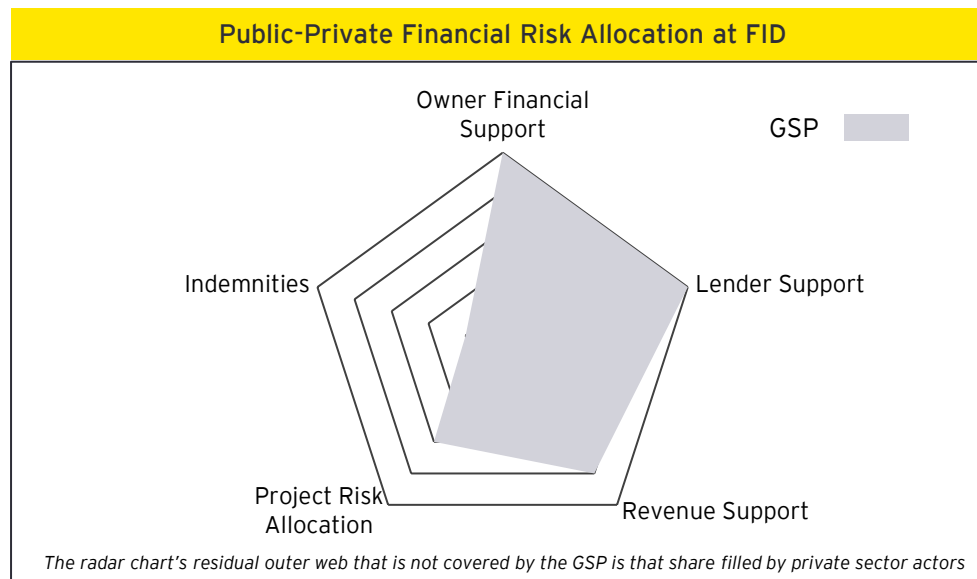 Public-Private Financial Risk Allocation at FID
Owner Financial
Support
GSP
Indemnities
Lender Support
Project Risk
Allocation
Revenue Support
The radar chart's residual outer web that is not covered by the GSP is that share filled by private sector actors